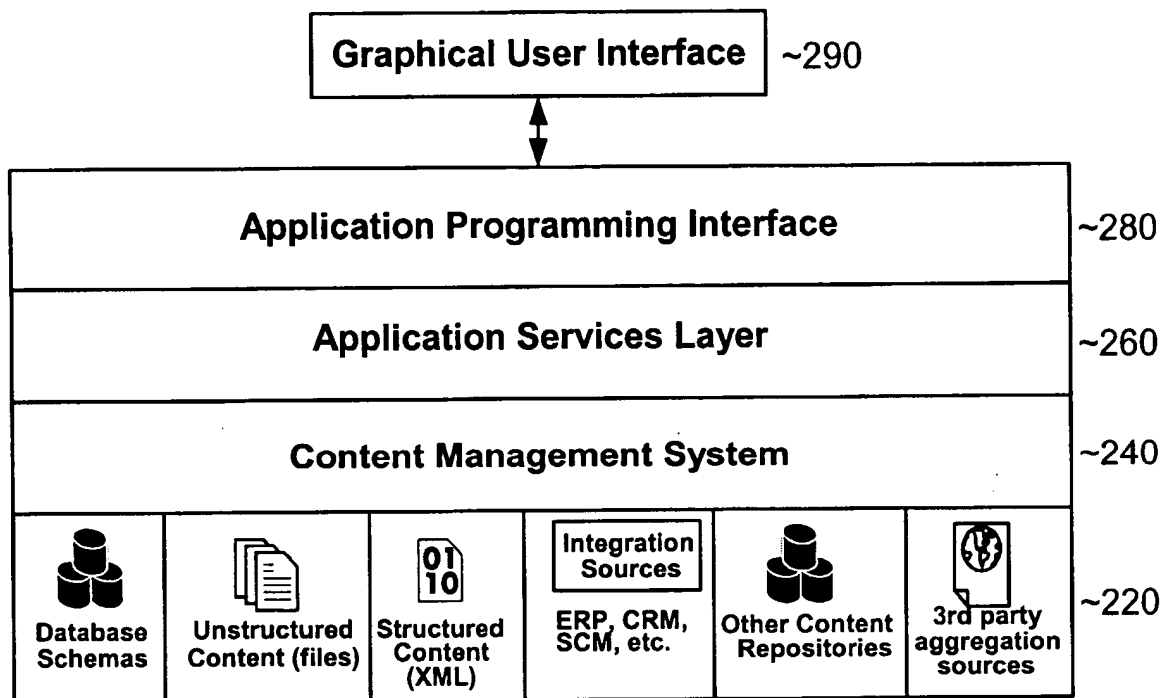 Graphical User Interface ~290
Application Programming Interface ~280
Application Services Layer ~260
Content Management System ~240
Database
Schemas
Unstructured
Content (files)
01
10
Structured
Content
(XML)
Integration
Sources
ERP, CRM,
SCM, etc.
Other Content
Repositories
3rd party
aggregation
sources
~220